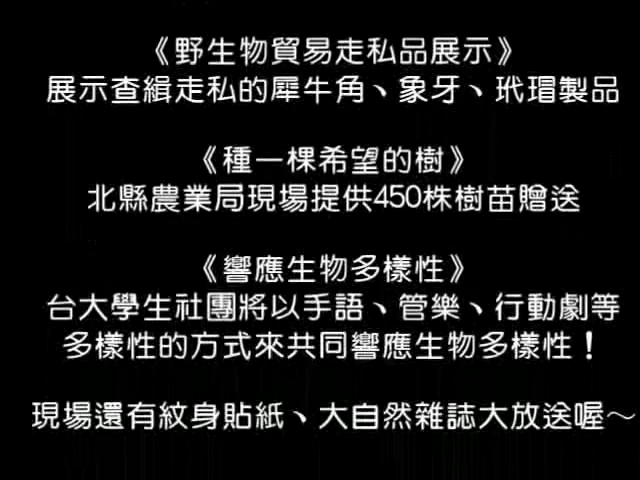 《野生物貿易走私品展示》
展示查緝走私的犀牛角、象牙、玳瑁製品
《種一棵希望的樹》
北縣農業局現場提供450株樹苗贈送
《響應生物多樣性》
台大學生社團將以手語、管樂、行動劇等
多樣性的方式來共同響應生物多樣性！
現場還有紋身貼紙、大自然雜誌大放送喔～